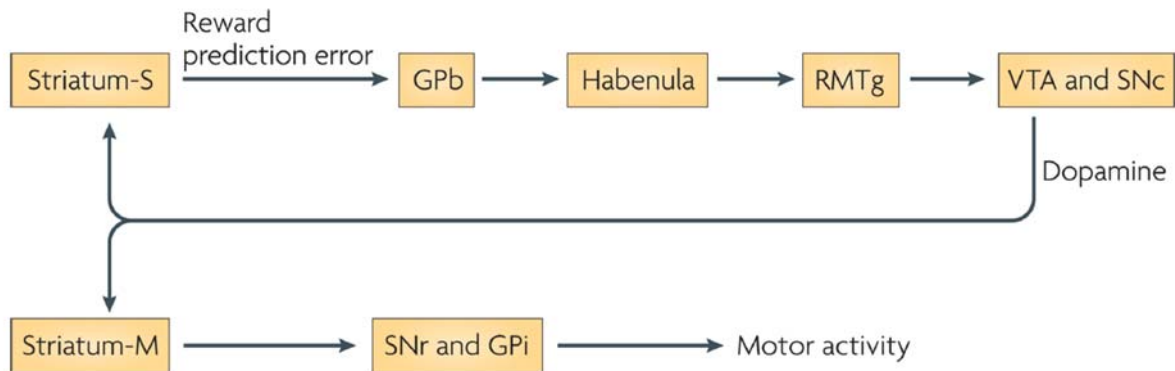 Reward
prediction error
Striatum-S
GPb
Habenula
RMTg
VTA and SNc
Dopamine
Striatum-M
SNr and GPi
Motor activity